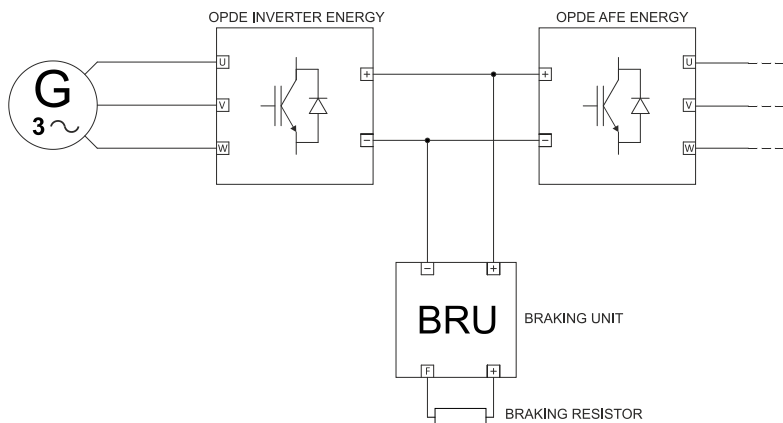 OPDE INVERTER ENERGY
OPDE AFE ENERGY
G
3
U
V
W
+
−
+
−
U
V
W
−
+
BRU
BRAKING UNIT
F
+
BRAKING RESISTOR